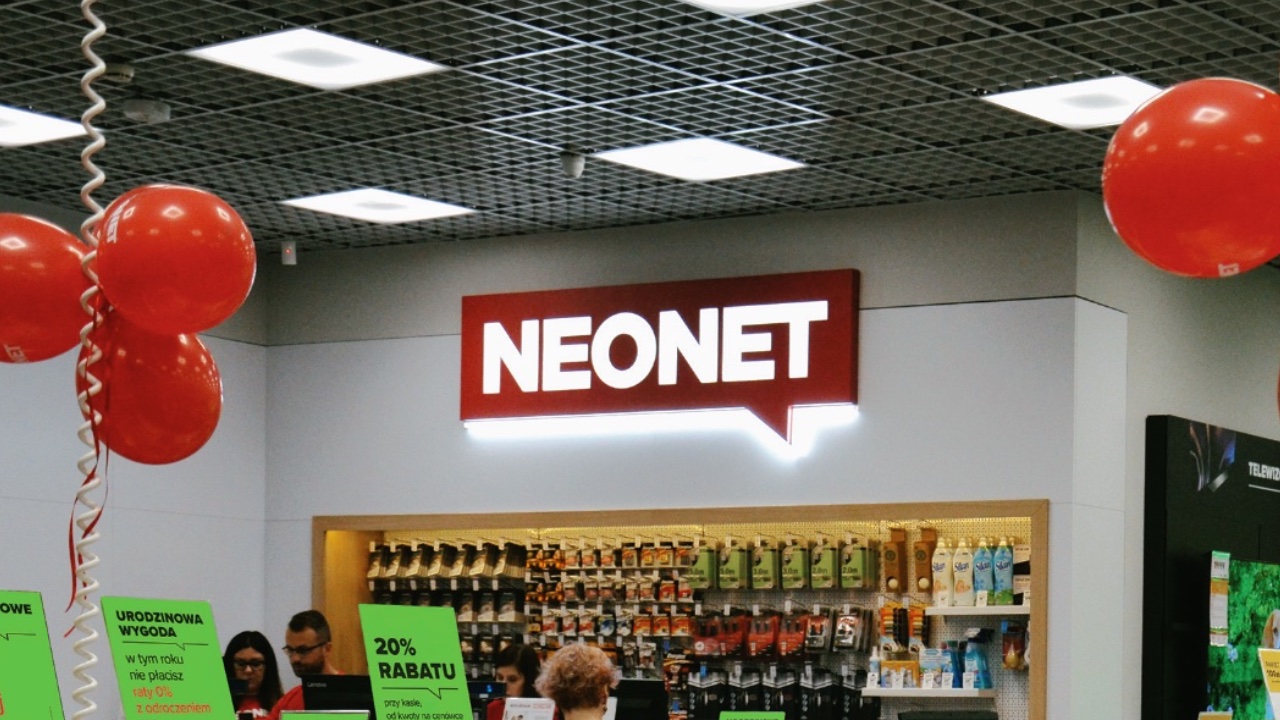 NEONET
TELEWIZ
OWE
URODZINOWA
WYGODA
w tym roku
nie płacisz
raty 0%
z odroczeniem
20%
RABATU
przy kasie,
od kwoty na cenówce
Lenovo